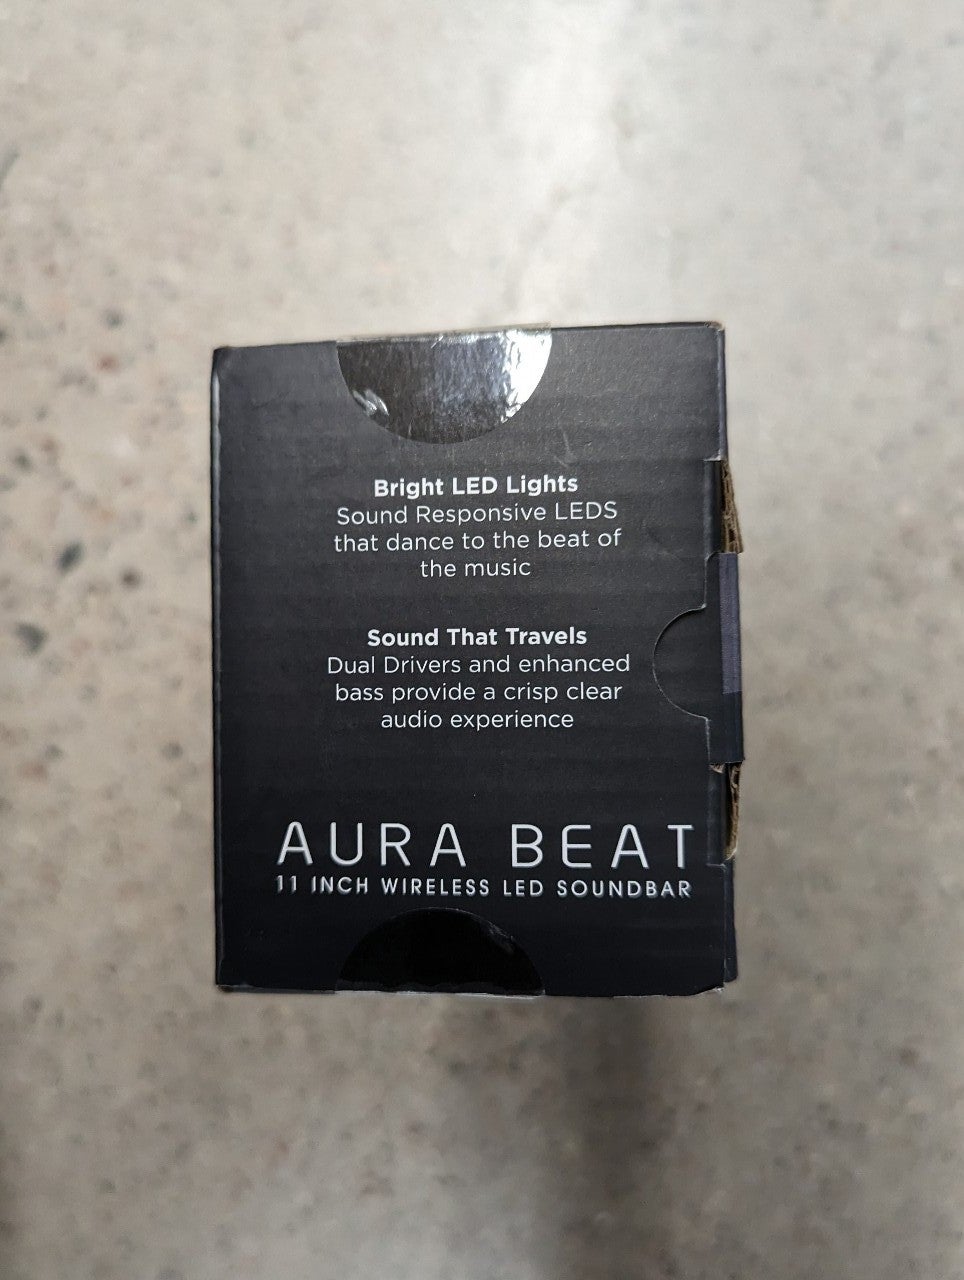 Bright LED Lights
Sound Responsive LEDS
that dance to the beat of
the music
Sound That Travels
Dual Drivers and enhanced
bass provide a crisp clear
audio experience
AURA BEAT
11 INCH WIRELESS LED SOUNDBAR